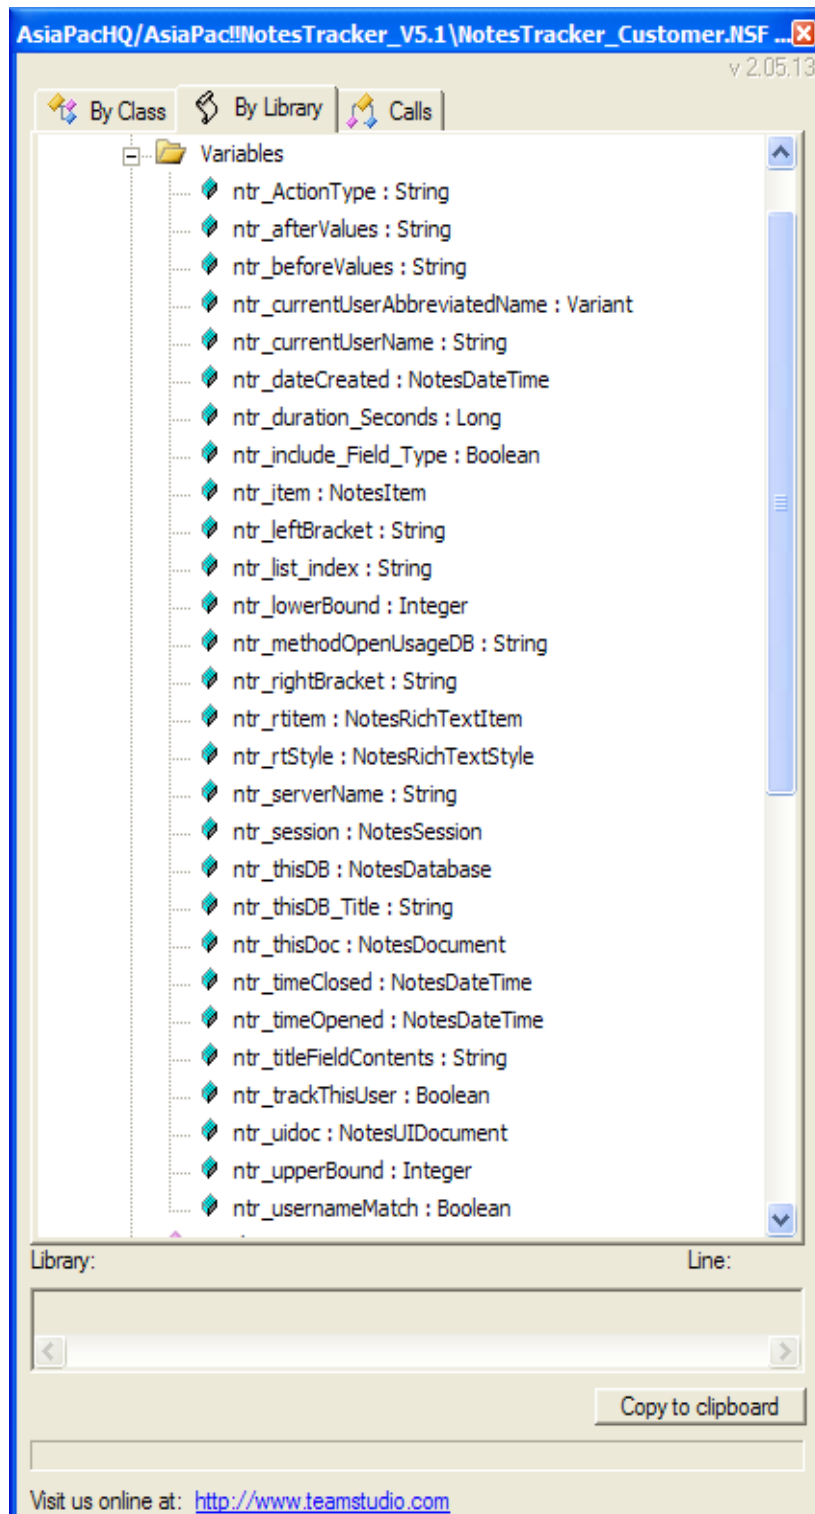 AsiaPacHQ/AsiaPac!!NotesTracker_V5.1\NotesTracker_Customer.NSF ...
v 2.05.13
By Class By Library Calls
Variables
ntr_ActionType : String
ntr_afterValues : String
ntr_beforeValues : String
ntr_currentUserAbbreviatedName : Variant
ntr_currentUserName : String
ntr_dateCreated : NotesDateTime
ntr_duration_Seconds : Long
ntr_include_Field_Type : Boolean
ntr_item : NotesItem
ntr_leftBracket : String
ntr_list_index : String
ntr_lowerBound : Integer
ntr_methodOpenUsageDB : String
ntr_rightBracket : String
ntr_rtitem : NotesRichTextItem
ntr_rtStyle : NotesRichTextStyle
ntr_serverName : String
ntr_session : NotesSession
ntr_thisDB : NotesDatabase
ntr_thisDB_Title : String
ntr_thisDoc : NotesDocument
ntr_timeClosed : NotesDateTime
ntr_timeOpened : NotesDateTime
ntr_titleFieldContents : String
ntr_trackThisUser : Boolean
ntr_uidoc : NotesUIDocument
ntr_upperBound : Integer
ntr_usernameMatch : Boolean
Library: Line:
Copy to clipboard
Visit us online at: http://www.teamstudio.com